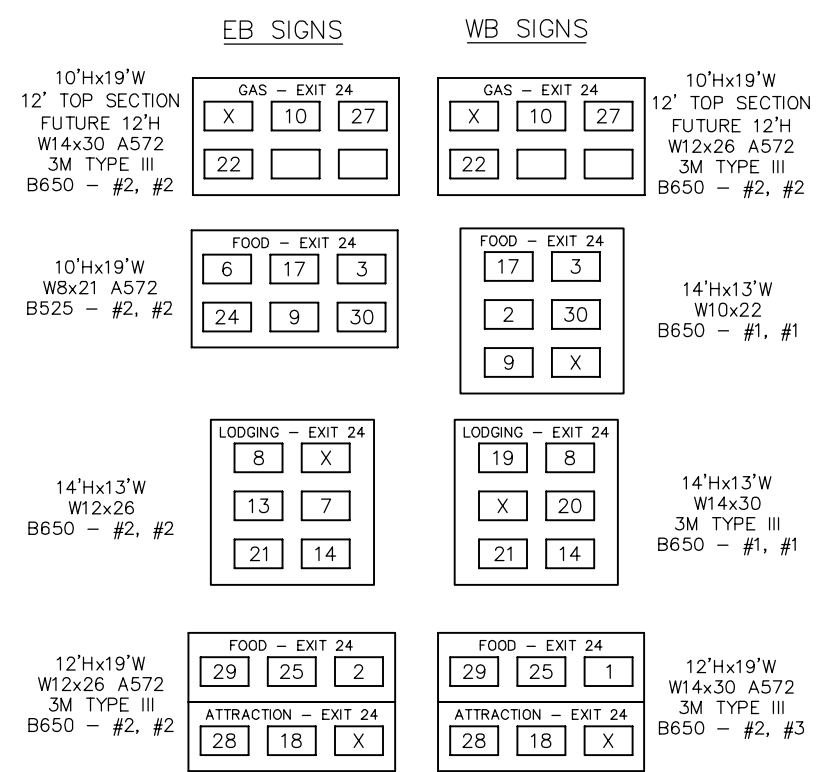 EB SIGNS
WB SIGNS
10'Hx19'W
12' TOP SECTION
FUTURE 12'H
W14x30 A572
3M TYPE III
B650 – #2, #2
GAS – EXIT 24
X 10 27
22
GAS – EXIT 24
X 10 27
22
10'Hx19'W
12' TOP SECTION
FUTURE 12'H
W12x26 A572
3M TYPE III
B650 – #2, #2
10'Hx19'W
W8x21 A572
B525 – #2, #2
FOOD – EXIT 24
6 17 3
24 9 30
FOOD – EXIT 24
17 3
2 30
9 X
14'Hx13'W
W10x22
B650 – #1, #1
14'Hx13'W
W12x26
B650 – #2, #2
LODGING – EXIT 24
8 X
13 7
21 14
LODGING – EXIT 24
19 8
X 20
21 14
14'Hx13'W
W14x30
3M TYPE III
B650 – #1, #1
12'Hx19'W
W12x26 A572
3M TYPE III
B650 – #2, #2
FOOD – EXIT 24
29 25 2
ATTRACTION – EXIT 24
28 18 X
FOOD – EXIT 24
29 25 1
ATTRACTION – EXIT 24
28 18 X
12'Hx19'W
W14x30 A572
3M TYPE III
B650 – #2, #3